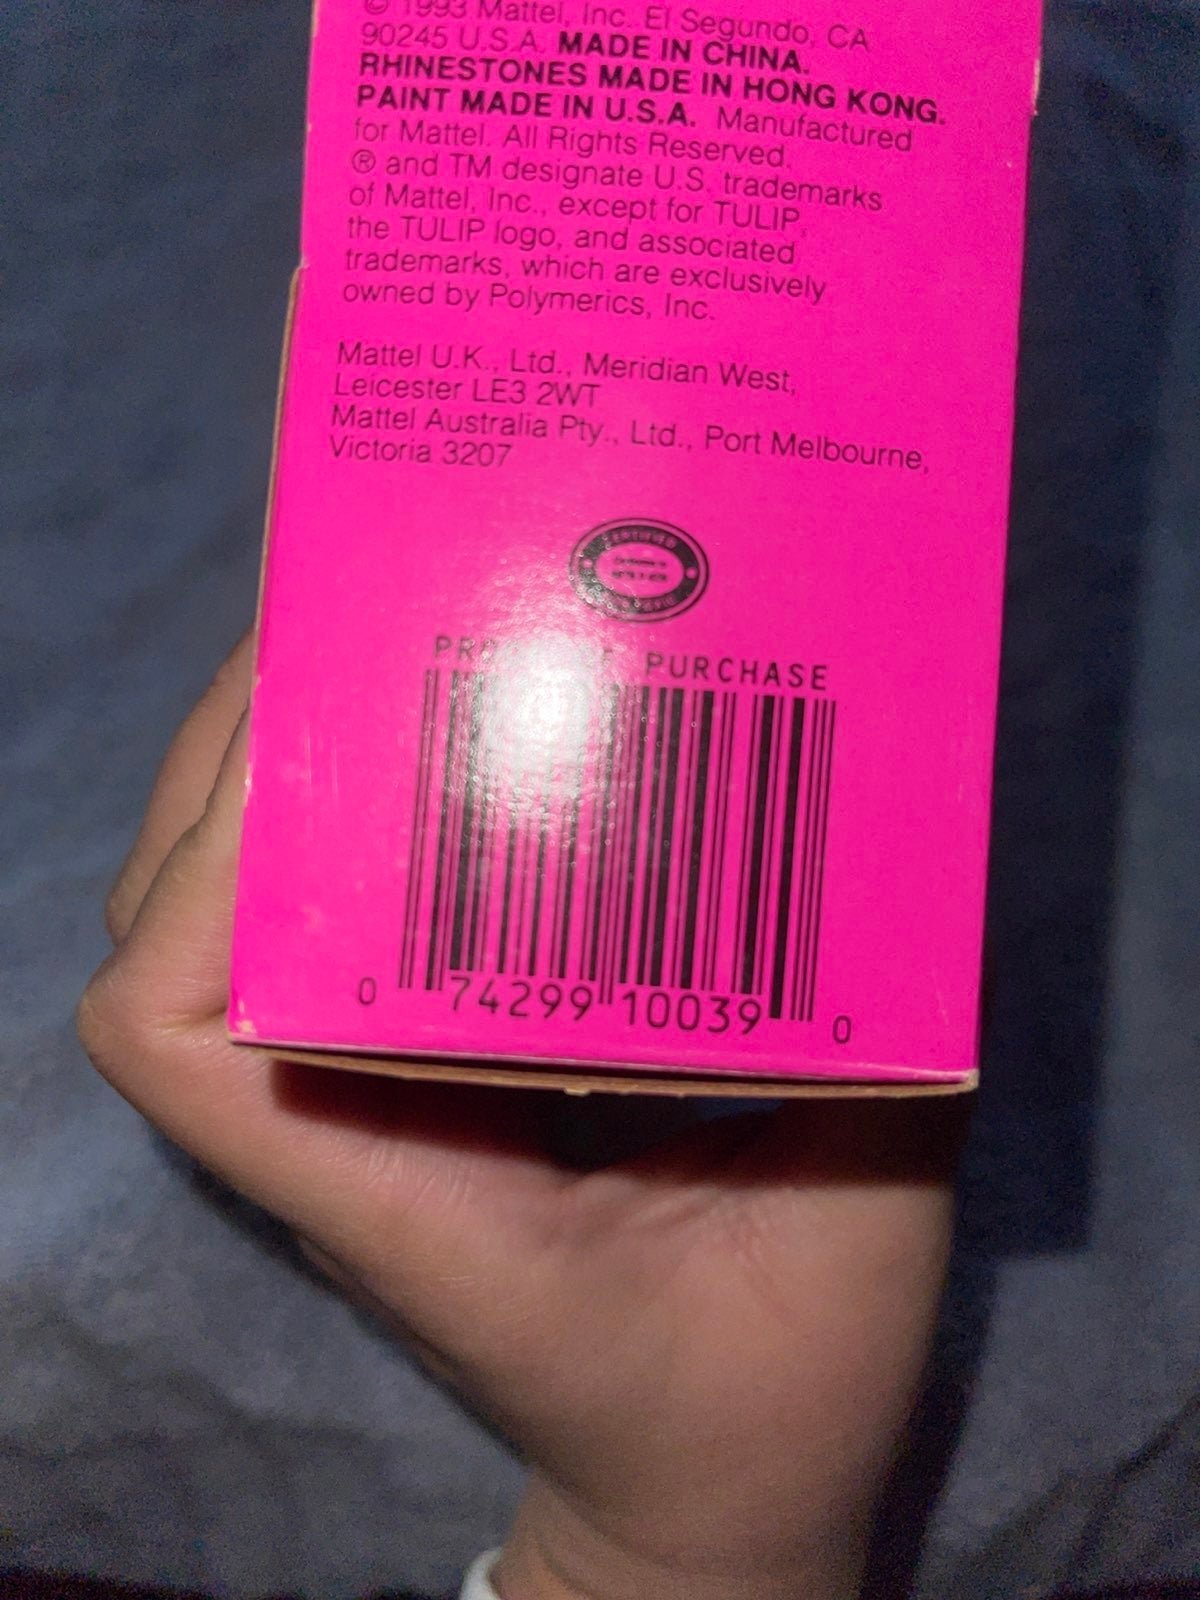 © 1993 Mattel, Inc. El Segundo, CA
90245 U.S.A. MADE IN CHINA.
RHINESTONES MADE IN HONG KONG.
PAINT MADE IN U.S.A. Manufactured
for Mattel. All Rights Reserved.
® and TM designate U.S. trademarks
of Mattel, Inc., except for TULIP,
the TULIP logo, and associated
trademarks, which are exclusively
owned by Polymerics, Inc.
Mattel U.K., Ltd., Meridian West,
Leicester LE3 2WT
Mattel Australia Pty., Ltd., Port Melbourne,
Victoria 3207
CERTIFIED
PURCHASE
0 74299 10039 0